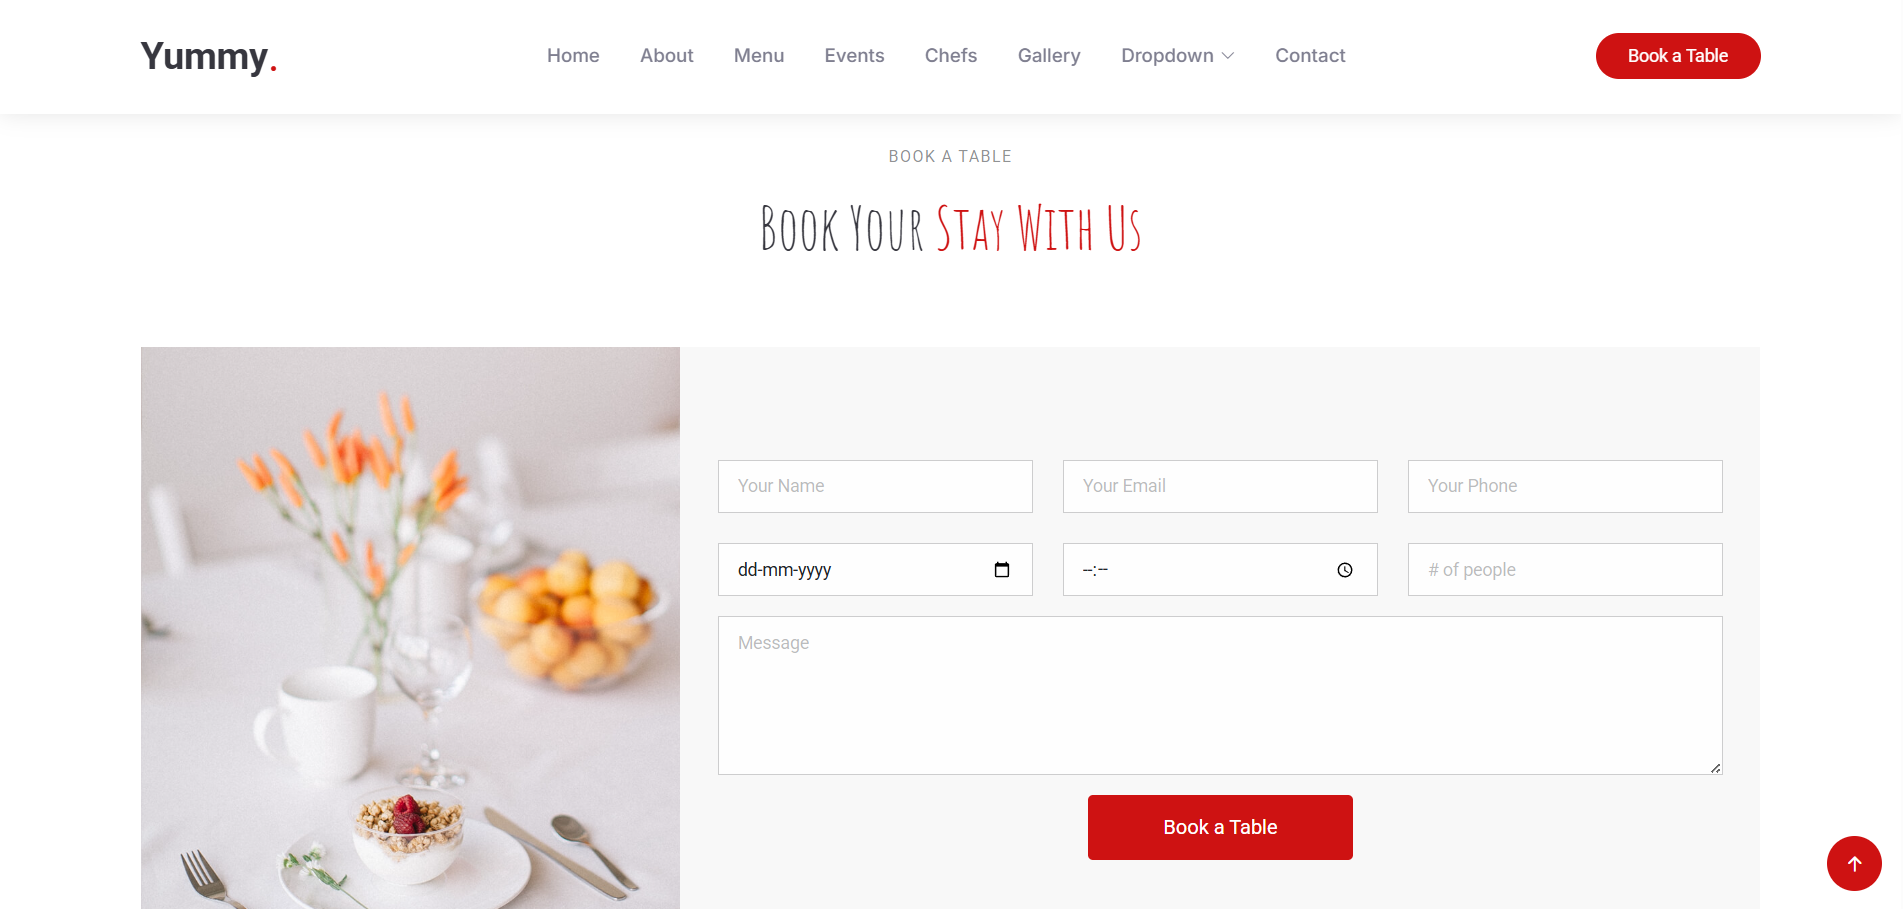 Yummy.
Home About Menu Events Chefs Gallery Dropdown Contact
Book a Table
BOOK A TABLE
Book Your Stay With Us
Your Name Your Email Your Phone
dd-mm-yyyy --:-- # of people
Message
Book a Table